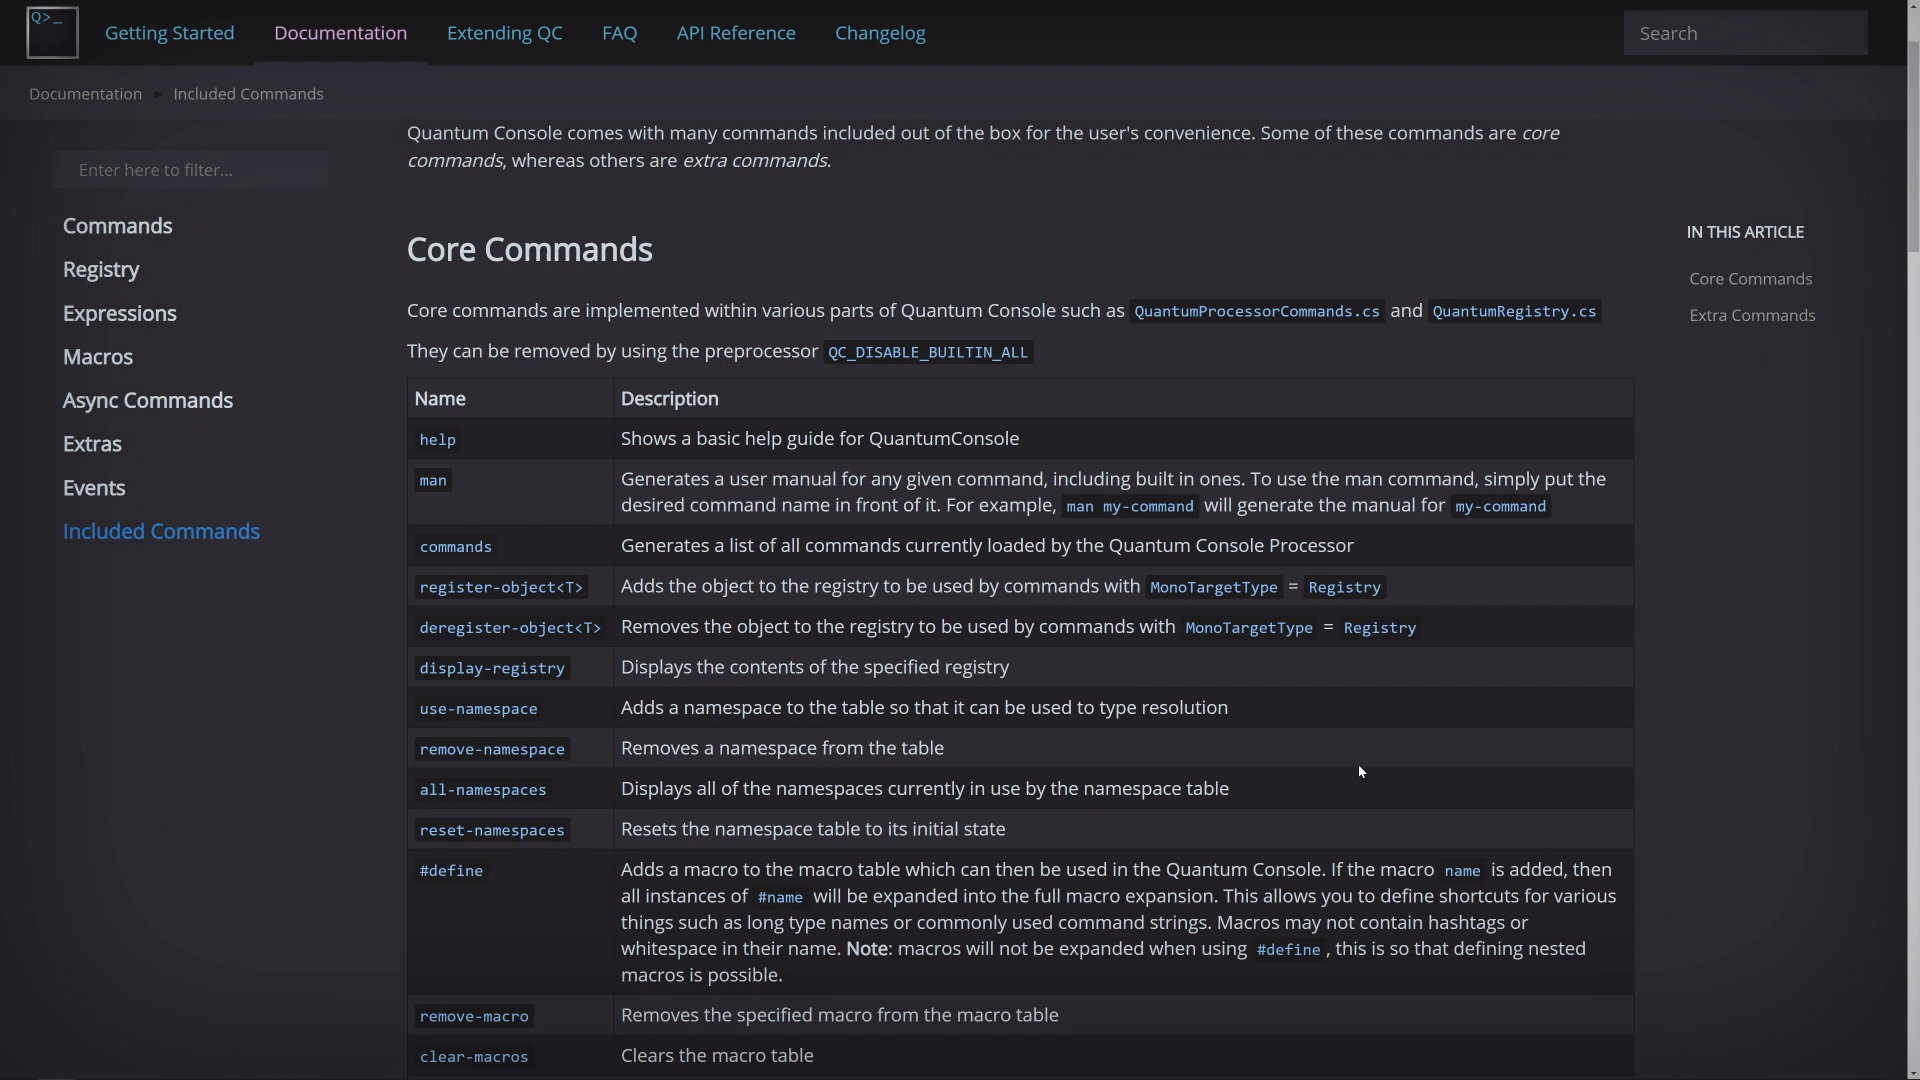 Q>_
Getting Started
Documentation
Extending QC
FAQ
API Reference
Changelog
Search
Documentation
Included Commands
Enter here to filter...
Commands
Registry
Expressions
Macros
Async Commands
Extras
Events
Included Commands
Quantum Console comes with many commands included out of the box for the user's convenience. Some of these commands are core
commands, whereas others are extra commands.
Core Commands
Core commands are implemented within various parts of Quantum Console such as QuantumProcessorCommands.cs and QuantumRegistry.cs
They can be removed by using the preprocessor QC_DISABLE_BUILTIN_ALL
Name Description
help Shows a basic help guide for QuantumConsole
man Generates a user manual for any given command, including built in ones. To use the man command, simply put the
desired command name in front of it. For example, man my-command will generate the manual for my-command
commands Generates a list of all commands currently loaded by the Quantum Console Processor
register-object<T> Adds the object to the registry to be used by commands with MonoTargetType = Registry
deregister-object<T> Removes the object to the registry to be used by commands with MonoTargetType = Registry
display-registry Displays the contents of the specified registry
use-namespace Adds a namespace to the table so that it can be used to type resolution
remove-namespace Removes a namespace from the table
all-namespaces Displays all of the namespaces currently in use by the namespace table
reset-namespaces Resets the namespace table to its initial state
#define Adds a macro to the macro table which can then be used in the Quantum Console. If the macro name is added, then
all instances of #name will be expanded into the full macro expansion. This allows you to define shortcuts for various
things such as long type names or commonly used command strings. Macros may not contain hashtags or
whitespace in their name. Note: macros will not be expanded when using #define , this is so that defining nested
macros is possible.
remove-macro Removes the specified macro from the macro table
clear-macros Clears the macro table
IN THIS ARTICLE
Core Commands
Extra Commands